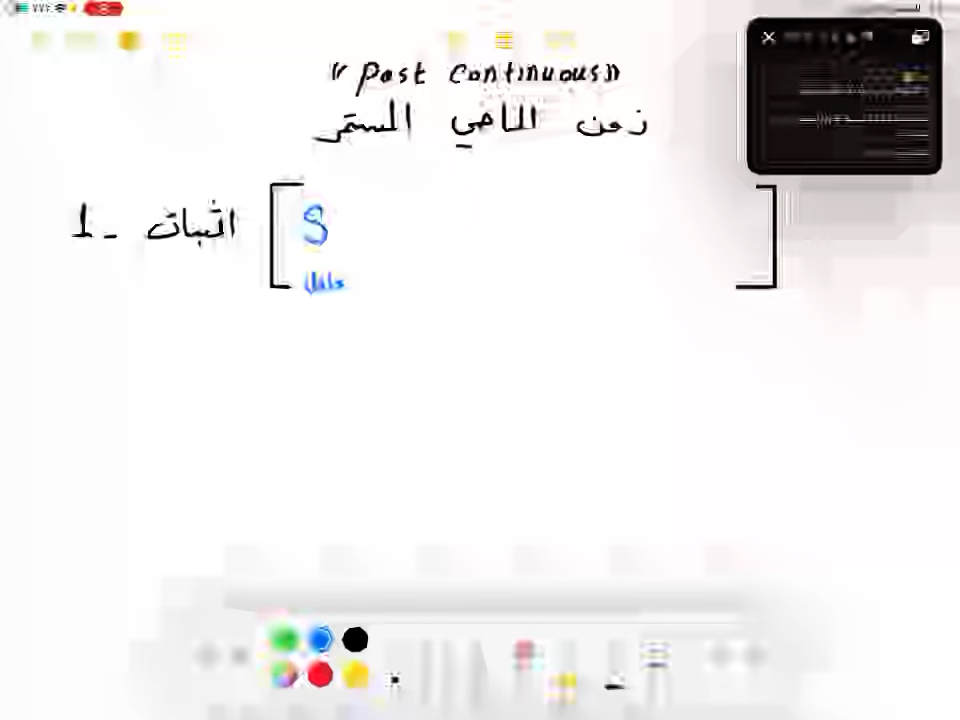 « Past continuous »
زمن الماضي المستمر
1 - اثبات [ S ]
فاعل